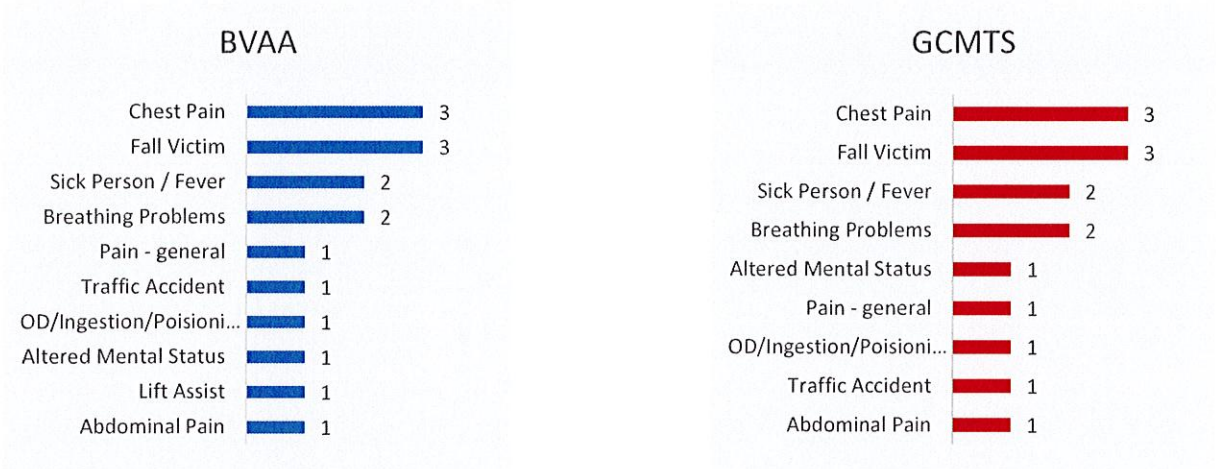 BVAA
Chest Pain 3
Fall Victim 3
Sick Person / Fever 2
Breathing Problems 2
Pain - general 1
Traffic Accident 1
OD/Ingestion/Poisioni... 1
Altered Mental Status 1
Lift Assist 1
Abdominal Pain 1
GCMTS
Chest Pain 3
Fall Victim 3
Sick Person / Fever 2
Breathing Problems 2
Altered Mental Status 1
Pain - general 1
OD/Ingestion/Poisioni... 1
Traffic Accident 1
Abdominal Pain 1